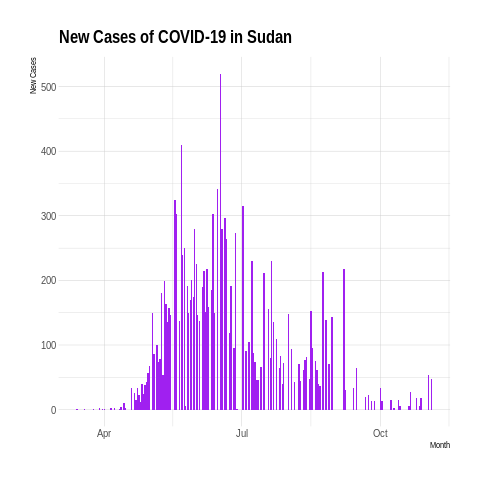 New Cases of COVID-19 in Sudan
New Cases
500
400
300
200
100
0
Apr
Jul
Oct
Month